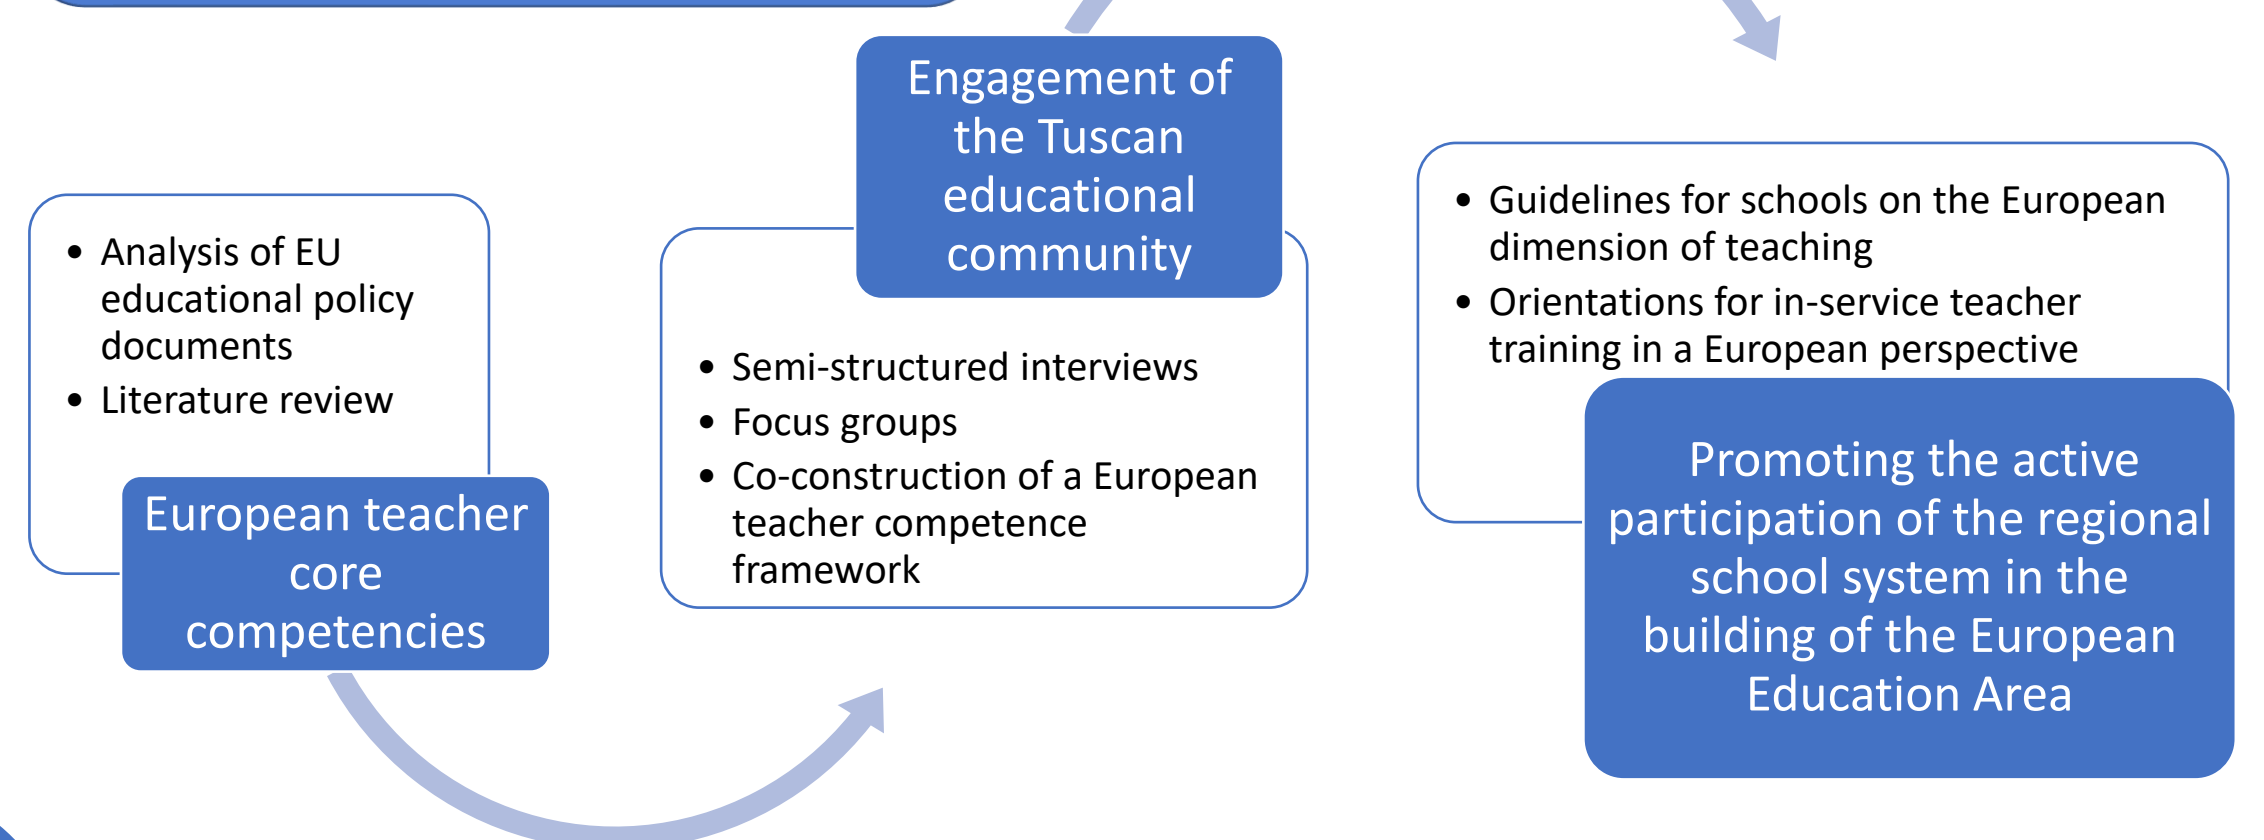 • Analysis of EU
educational policy
documents
• Literature review
European teacher
core
competencies
Engagement of
the Tuscan
educational
community
• Semi-structured interviews
• Focus groups
• Co-construction of a European
teacher competence
framework
• Guidelines for schools on the European
dimension of teaching
• Orientations for in-service teacher
training in a European perspective
Promoting the active
participation of the regional
school system in the
building of the European
Education Area